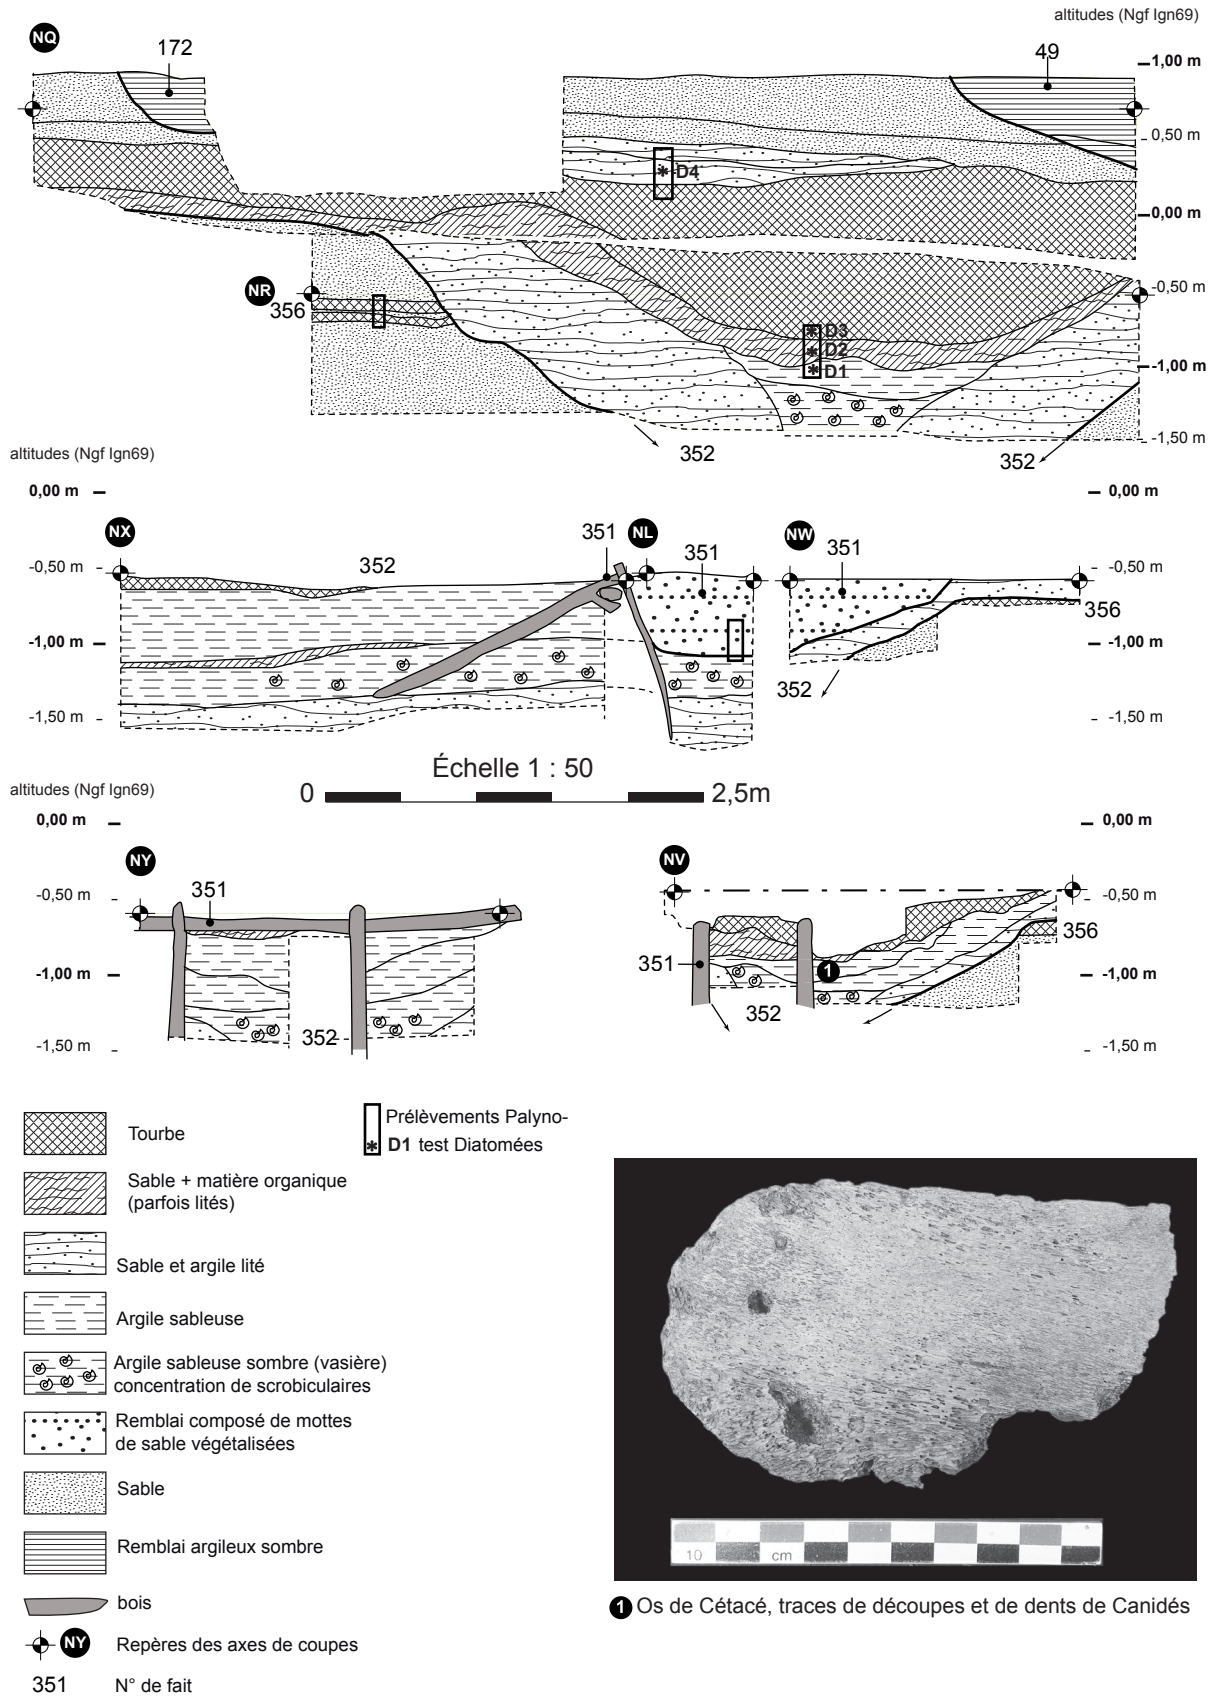 altitudes (Ngf Ign69)
NQ
172
49
1,00 m
0,50 m
D4
0,00 m
NR
356
-0,50 m
D3
D2
D1
-1,00 m
352
352
-1,50 m
altitudes (Ngf Ign69)
0,00 m
0,00 m
NX
352
351
NL
351
NW
351
-0,50 m
-0,50 m
356
-1,00 m
-1,00 m
352
-1,50 m
-1,50 m
Échelle 1 : 50
0
2,5m
altitudes (Ngf Ign69)
0,00 m
0,00 m
NY
NV
351
-0,50 m
-0,50 m
356
351
1
-1,00 m
-1,00 m
352
352
-1,50 m
-1,50 m
Tourbe
Sable + matière organique
(parfois lités)
Sable et argile lité
Argile sableuse
Argile sableuse sombre (vasière)
concentration de scrobiculaires
Remblai composé de mottes
de sable végétalisées
Sable
Remblai argileux sombre
bois
NY Repères des axes de coupes
351 N° de fait
Prélèvements Palyno-
D1 test Diatomées
10 cm
1 Os de Cétacé, traces de découpes et de dents de Canidés